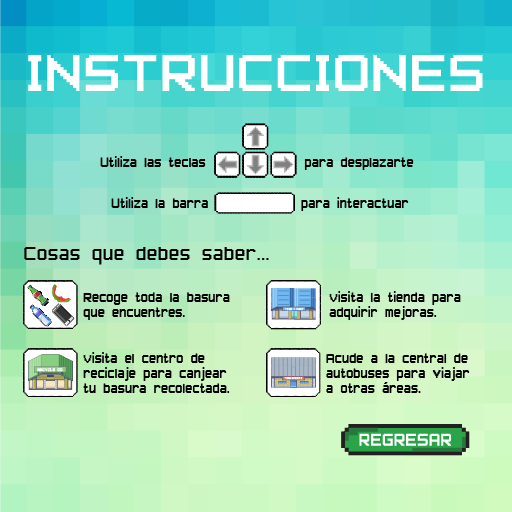 INSTRUCCIONES
Utiliza las teclas para desplazarte
Utiliza la barra para interactuar
Cosas que debes saber...
Recoge toda la basura
que encuentres.
Visita la tienda para
adquirir mejoras.
Visita el centro de
reciclaje para canjear
tu basura recolectada.
Acude a la central de
autobuses para viajar
a otras áreas.
REGRESAR